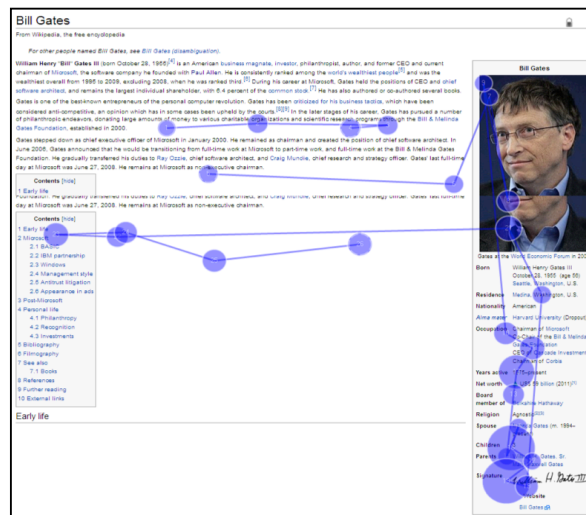 Bill Gates
From Wikipedia, the free encyclopedia
For other people named Bill Gates, see Bill Gates (disambiguation).
William Henry "Bill" Gates III (born October 28, 1955)[4] is an American business magnate, investor, philanthropist, author, and former CEO and current
chairman of Microsoft, the software company he founded with Paul Allen. He is consistently ranked among the world's wealthiest people[5] and was the
wealthiest overall from 1995 to 2009, excluding 2008, when he was ranked third.[6] During his career at Microsoft, Gates held the positions of CEO and chief
software architect, and remains the largest individual shareholder, with 6.4 percent of the common stock.[7] He has also authored or co-authored several books.
Gates is one of the best-known entrepreneurs of the personal computer revolution. Gates has been criticized for his business tactics, which have been
considered anti-competitive, an opinion which has in some cases been upheld by the courts.[8][9] In the later stages of his career, Gates has pursued a number
of philanthropic endeavors, donating large amounts of money to various charitable organizations and scientific research programs through the Bill & Melinda
Gates Foundation, established in 2000.
Gates stepped down as chief executive officer of Microsoft in January 2000. He remained as chairman and created the position of chief software architect. In
June 2006, Gates announced that he would be transitioning from full-time work at Microsoft to part-time work, and full-time work at the Bill & Melinda Gates
Foundation. He gradually transferred his duties to Ray Ozzie, chief software architect, and Craig Mundie, chief research and strategy officer. Gates' last full-time
day at Microsoft was June 27, 2008. He remains at Microsoft as non-executive chairman.
Contents [hide]
1 Early life
Foundation. He gradually transferred his duties to Ray Ozzie, chief software architect, and Craig Mundie, chief research and strategy officer. Gates' last full-time
day at Microsoft was June 27, 2008. He remains at Microsoft as non-executive chairman.
Contents [hide]
1 Early life
2 Microsoft
2.1 BASIC
2.2 IBM partnership
2.3 Windows
2.4 Management style
2.5 Antitrust litigation
2.6 Appearance in ads
3 Post-Microsoft
4 Personal life
4.1 Philanthropy
4.2 Recognition
4.3 Investments
5 Bibliography
6 Filmography
7 See also
7.1 Books
8 References
9 Further reading
10 External links
Early life
Bill Gates
Gates at the World Economic Forum in 200
Born William Henry Gates III
October 28, 1955 (age 56)
Seattle, Washington, U.S.
Residence Medina, Washington, U.S.
Nationality American
Alma mater Harvard University (Dropout
Occupation Chairman of Microsoft
Co-Chair of the Bill & Melinda
Gates Foundation
CEO of Cascade Investment
Chairman of Corbis
Years active 1975–present
Net worth US$ 59 billion (2011)[1]
Board
member of Berkshire Hathaway
Religion Agnostic
Spouse Gates (m. 1994–
Children
Parents Gates, Sr.
Maxwell Gates
Signature William H. Gates III
Bill Gates